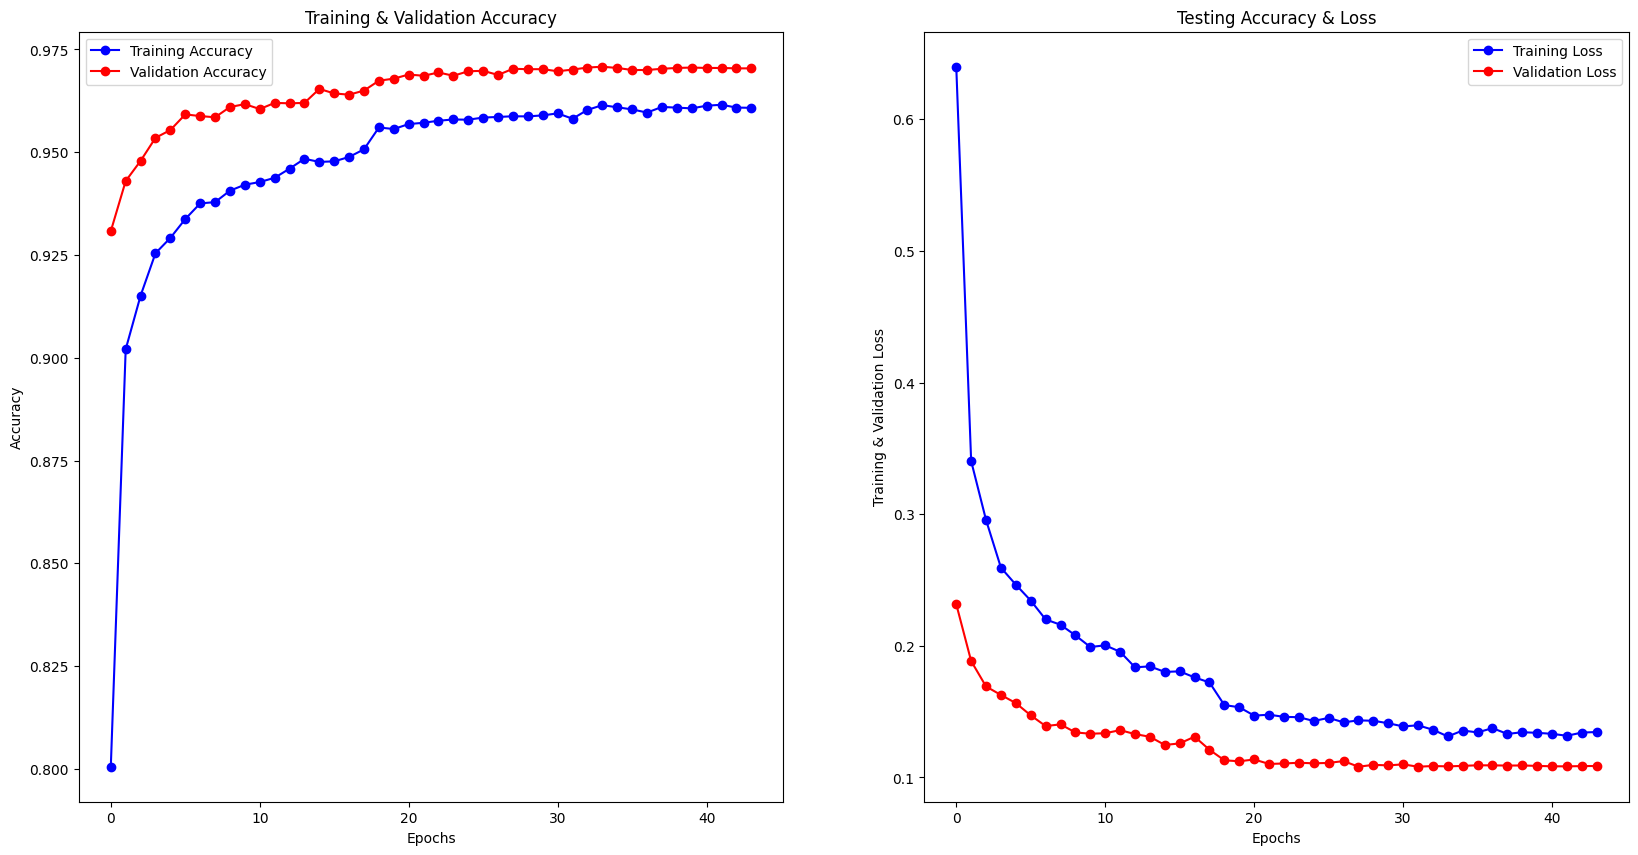 Training & Validation Accuracy
Training Accuracy
Validation Accuracy
0.975
0.950
0.925
0.900
0.875
0.850
0.825
0.800
Accuracy
0
10
20
30
40
Epochs
Testing Accuracy & Loss
Training Loss
Validation Loss
0.6
0.5
0.4
0.3
0.2
0.1
Training & Validation Loss
0
10
20
30
40
Epochs